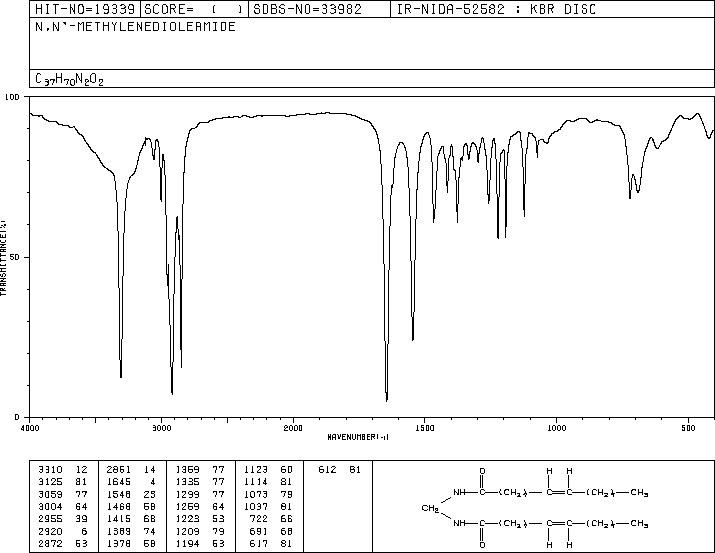 HIT-NO=19339 SCORE= ( ) SDBS-NO=33982 IR-NIDA-52582 : KBR DISC
N,N'-METHYLENEDIOLEAMIDE
C37H70N2O2
100
50
0
TRANSMITTANCE(%)
4000 3000 2000 1500 1000 500
WAVENUMBER(-1)
3310 12 2851 14 1369 77 1123 60 612 81
3125 81 1645 4 1335 77 1114 81
3059 77 1548 23 1299 77 1073 79
3004 64 1468 58 1259 64 1037 81
2955 39 1415 68 1223 53 722 66
2920 6 1389 74 1209 79 691 68
2872 53 1378 58 1194 53 617 81
O H H
NH C (CH2)7 C C (CH2)7 CH3
CH2
NH C (CH2)7 C C (CH2)7 CH3
O H H